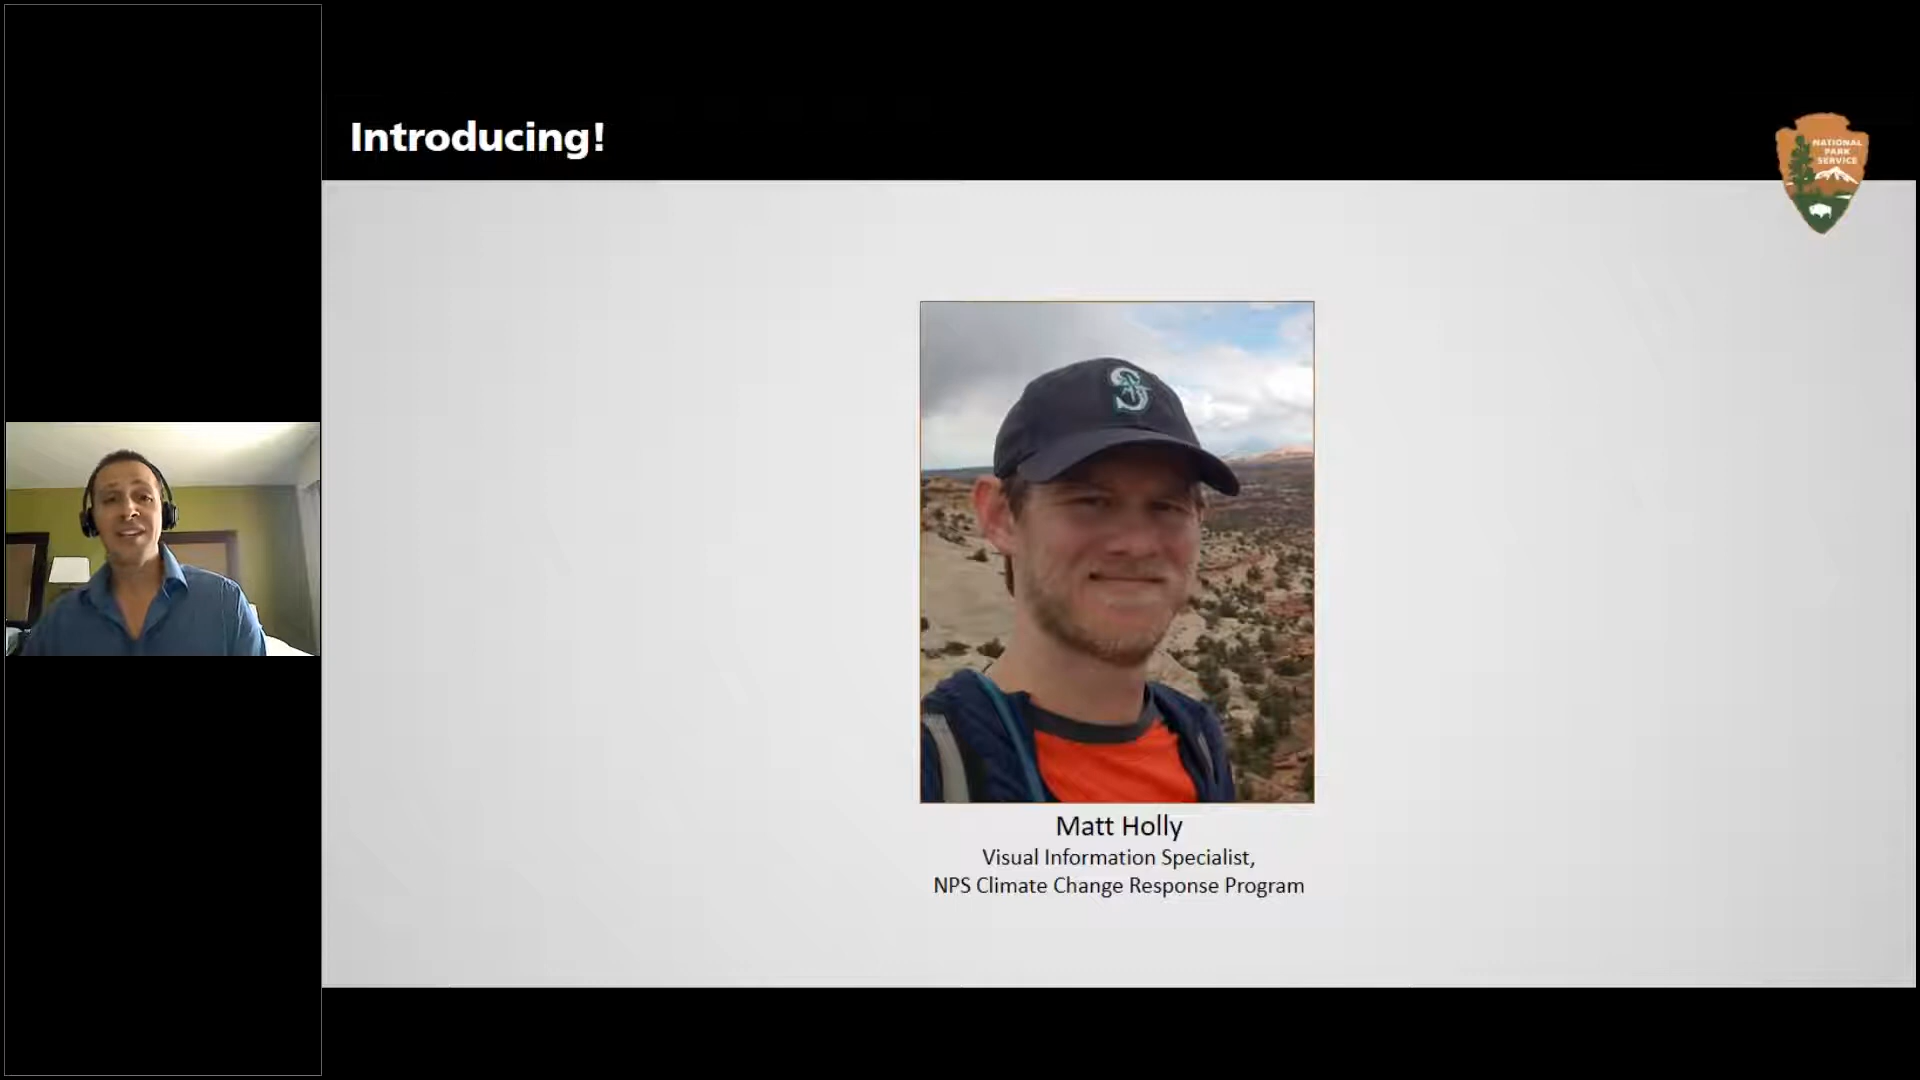 Introducing!
NATIONAL
PARK
SERVICE
S
Matt Holly
Visual Information Specialist,
NPS Climate Change Response Program